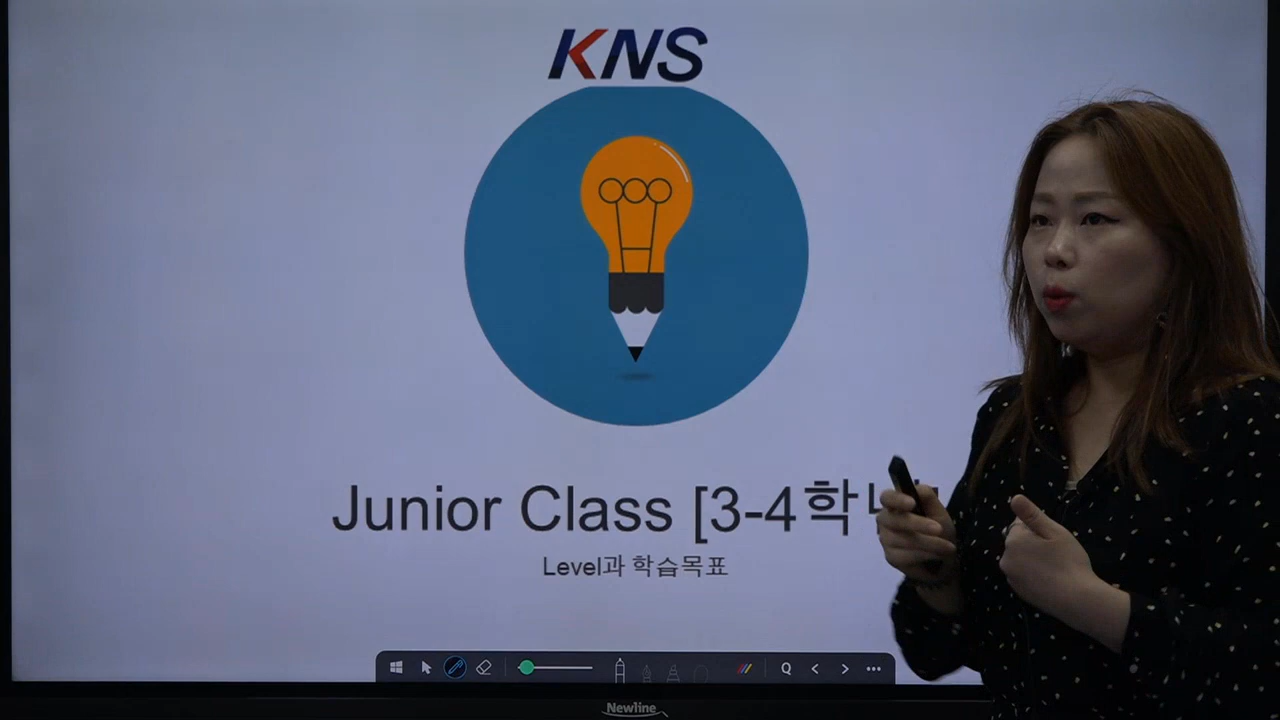 KNS
Junior Class [3-4학
Level과 학습목표
Q
Newline